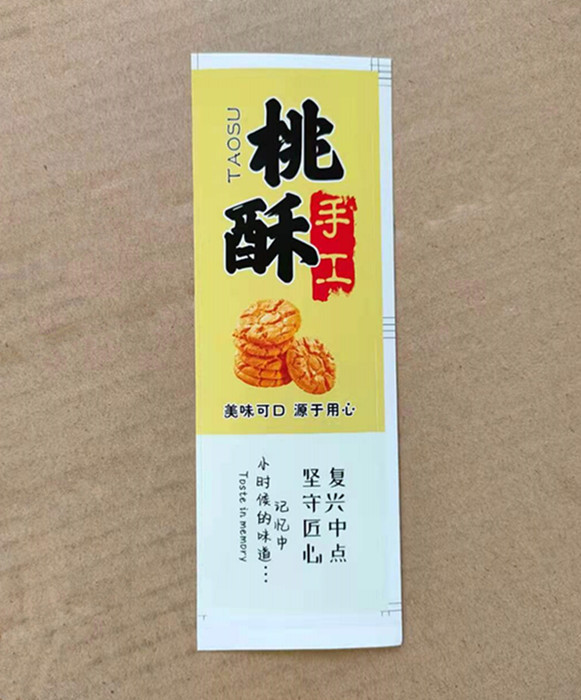 TAOSU
桃酥
手工
美味可口 源于用心
复兴中点
坚守匠心
记忆中
小时候的味道...
Taste in memory